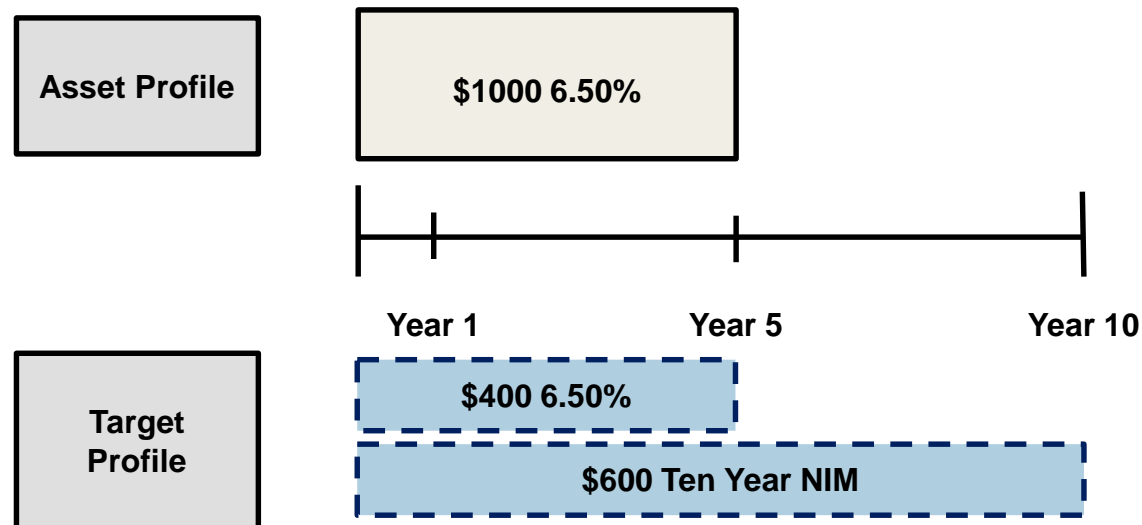 Asset Profile
$1000 6.50%
Year 1
Year 5
Year 10
Target
Profile
$400 6.50%
$600 Ten Year NIM